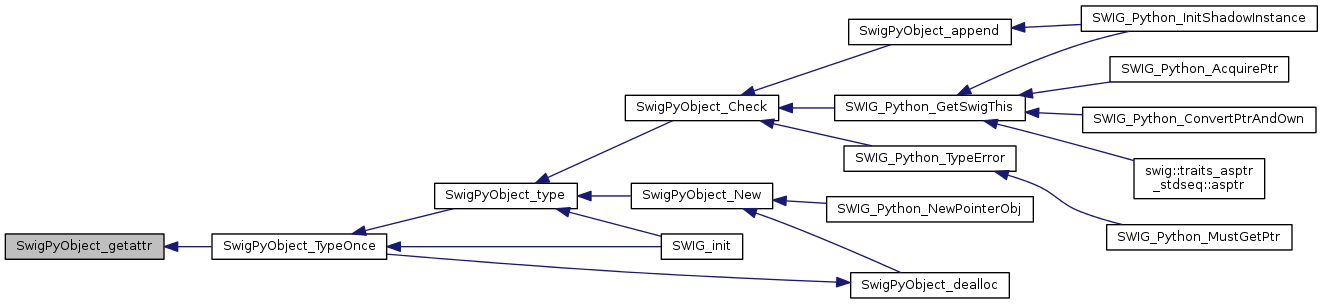 SwigPyObject_getattr
SwigPyObject_TypeOnce
SwigPyObject_type
SwigPyObject_Check
SwigPyObject_append
SWIG_Python_InitShadowInstance
SWIG_Python_GetSwigThis
SWIG_Python_AcquirePtr
SWIG_Python_ConvertPtrAndOwn
swig::traits_asptr
_stdseq::asptr
SWIG_Python_TypeError
SWIG_Python_MustGetPtr
SwigPyObject_New
SWIG_Python_NewPointerObj
SwigPyObject_dealloc
SWIG_init